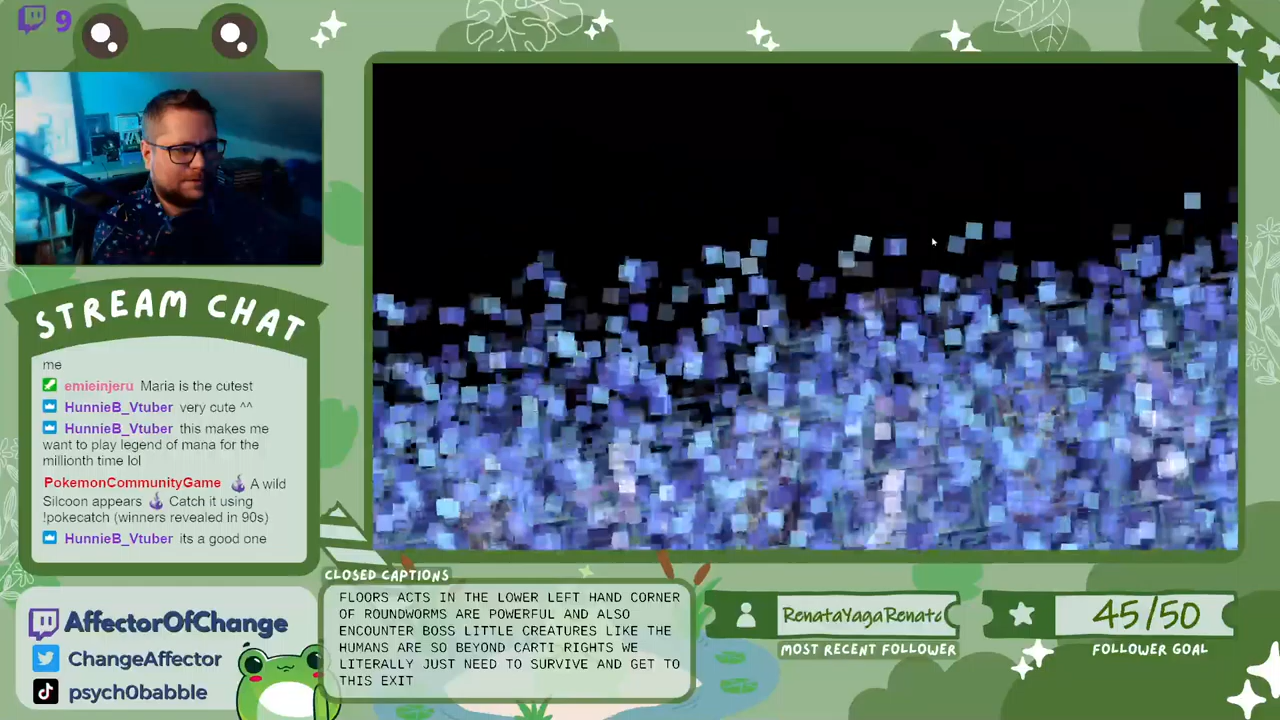 9
STREAM CHAT
me
emieinjeru Maria is the cutest
HunnieB_Vtuber very cute ^^
HunnieB_Vtuber this makes me
want to play legend of mana for the
millionth time lol
PokemonCommunityGame A wild
Silcoon appears Catch it using
!pokecatch (winners revealed in 90s)
HunnieB_Vtuber its a good one
AffectorOfChange
ChangeAffector
psych0babble
CLOSED CAPTIONS
FLOORS ACTS IN THE LOWER LEFT HAND CORNER
OF ROUNDWORMS ARE POWERFUL AND ALSO
ENCOUNTER BOSS LITTLE CREATURES LIKE THE
HUMANS ARE SO BEYOND CARTI RIGHTS WE
LITERALLY JUST NEED TO SURVIVE AND GET TO
THIS EXIT
RenataYagaRenata
MOST RECENT FOLLOWER
45/50
FOLLOWER GOAL